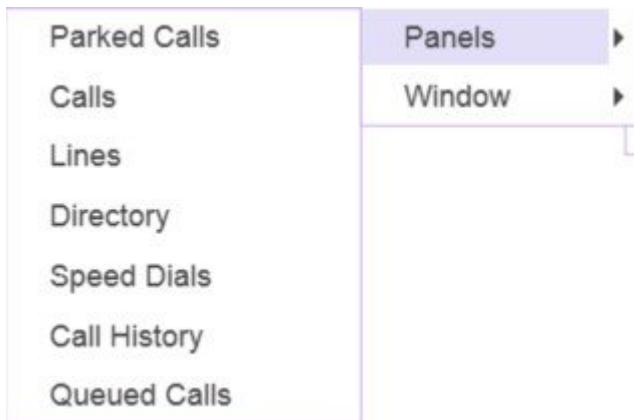 Parked Calls
Calls
Lines
Directory
Speed Dials
Call History
Queued Calls
Panels
Window